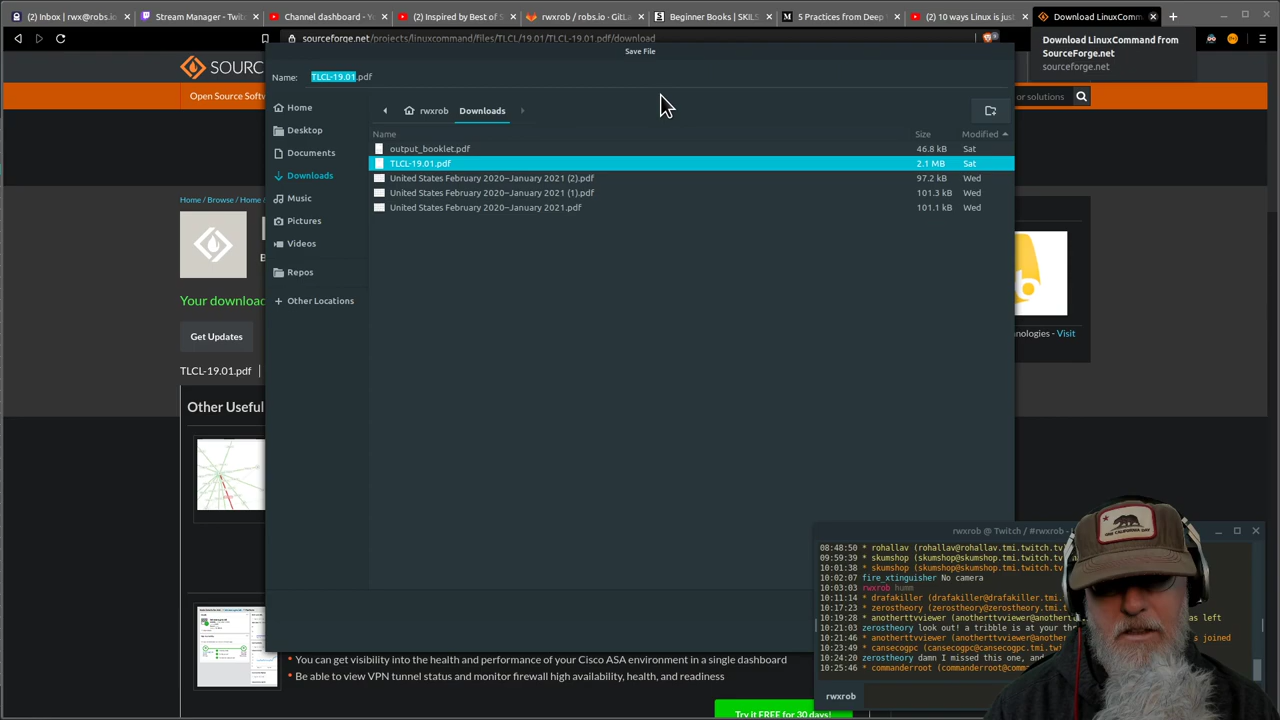 (2) Inbox | rwx@robs.io
Stream Manager - Twitc
Channel dashboard - Yo
(2) Inspired by Best of S
rwxrob / robs.io · GitLa
Beginner Books | SKILS
5 Practices from Deep
(2) 10 ways Linux is jus
Download LinuxComm
sourceforge.net/projects/linuxcommand/files/TLCL/19.01/TLCL-19.01.pdf/download
Download LinuxCommand from
SourceForge.net
sourceforge.net
Save File
SOURC
Name:
TLCL-19.01.pdf
Open Source Softw
or solutions
rwxrob
Downloads
Home
Desktop
Documents
Downloads
Music
Pictures
Videos
Repos
Other Locations
Name
Size
Modified
output_booklet.pdf
46.8 kB
Sat
TLCL-19.01.pdf
2.1 MB
Sat
United States February 2020–January 2021 (2).pdf
97.2 kB
Wed
United States February 2020–January 2021 (1).pdf
101.3 kB
Wed
United States February 2020–January 2021.pdf
101.1 kB
Wed
Home / Browse / Home
Your download
Get Updates
TLCL-19.01.pdf
Other Useful
nologies - Visit
You can get visibility into the health and performance of your Cisco ASA environment in a single dashboard
Be able to view VPN tunnel status and monitor firewall high availability, health, and readiness
Try it FREE for 30 days!
rwxrob @ Twitch / #rwxrob -
08:48:50 * rohallav (rohallav@rohallav.tmi.twitch.tv
09:59:39 * skumshop (skumshop@skumshop.tmi.twitch.tv
10:01:38 * skumshop (skumshop@skumshop.tmi.twitch.tv
10:02:07 fire_xtinguisher No camera
10:03:03 rwxrob humm
10:11:14 * drafakiller (drafakiller@drafakiller.tmi.
10:17:23 * zerostheory (zerostheory@zerostheory.tmi.
10:19:28 * anotherttvviewer (anotherttvviewer@another as left
10:21:03 zerostheory look out! a tribble is at your th
10:21:46 * anotherttvviewer (anotherttvviewer@anoter s joined
10:23:49 * cansecogpc (cansecogpc@cansecogpc.tmi.twi
10:24:20 zerostheory damn I missed this one, and
10:25:46 * commanderroot (commanderroot@comm
rwxrob